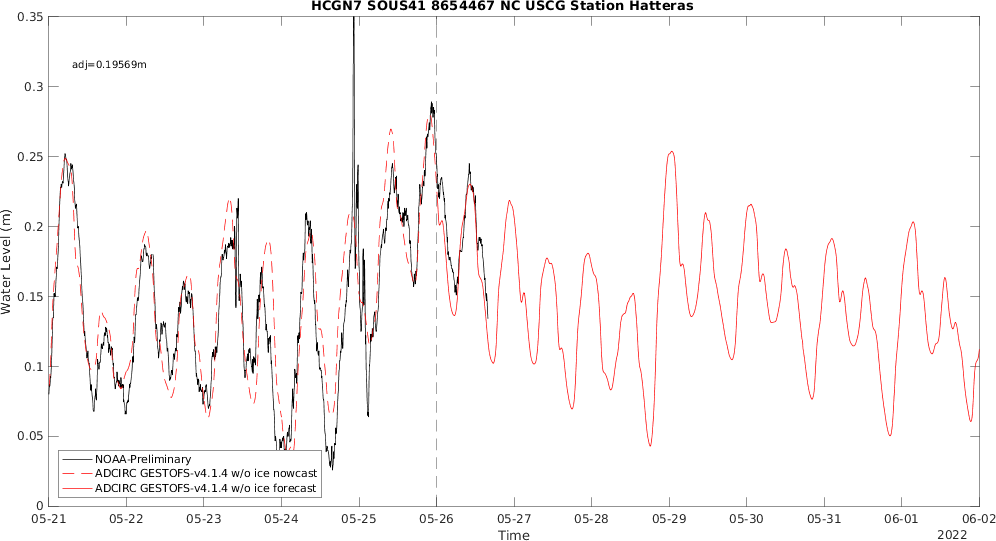 HCGN7 SOUS41 8654467 NC USCG Station Hatteras
0.35
adj=0.19569m
0.3
0.25
0.2
0.15
0.1
0.05
0
Water Level (m)
NOAA-Preliminary
ADCIRC GESTOFS-v4.1.4 w/o ice nowcast
ADCIRC GESTOFS-v4.1.4 w/o ice forecast
05-21 05-22 05-23 05-24 05-25 05-26 05-27 05-28 05-29 05-30 05-31 06-01 06-02
Time
2022